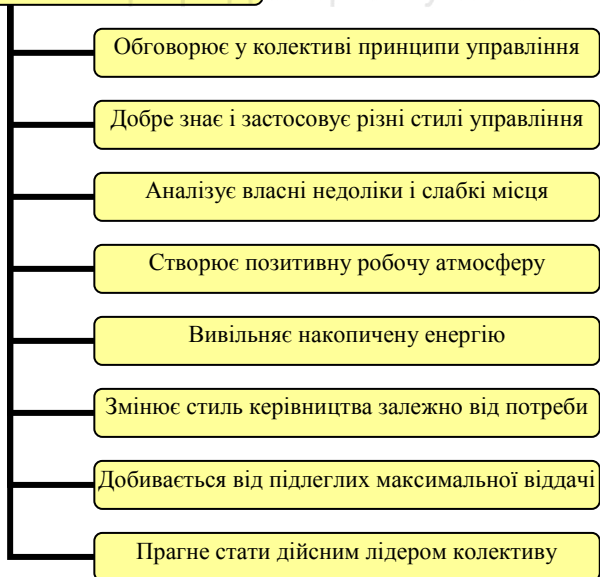 Обговорює у колективі принципи управління
Добре знає і застосовує різні стилі управління
Аналізує власні недоліки і слабкі місця
Створює позитивну робочу атмосферу
Вивільняє накопичену енергію
Змінює стиль керівництва залежно від потреби
Добивається від підлеглих максимальної віддачі
Прагне стати дійсним лідером колективу